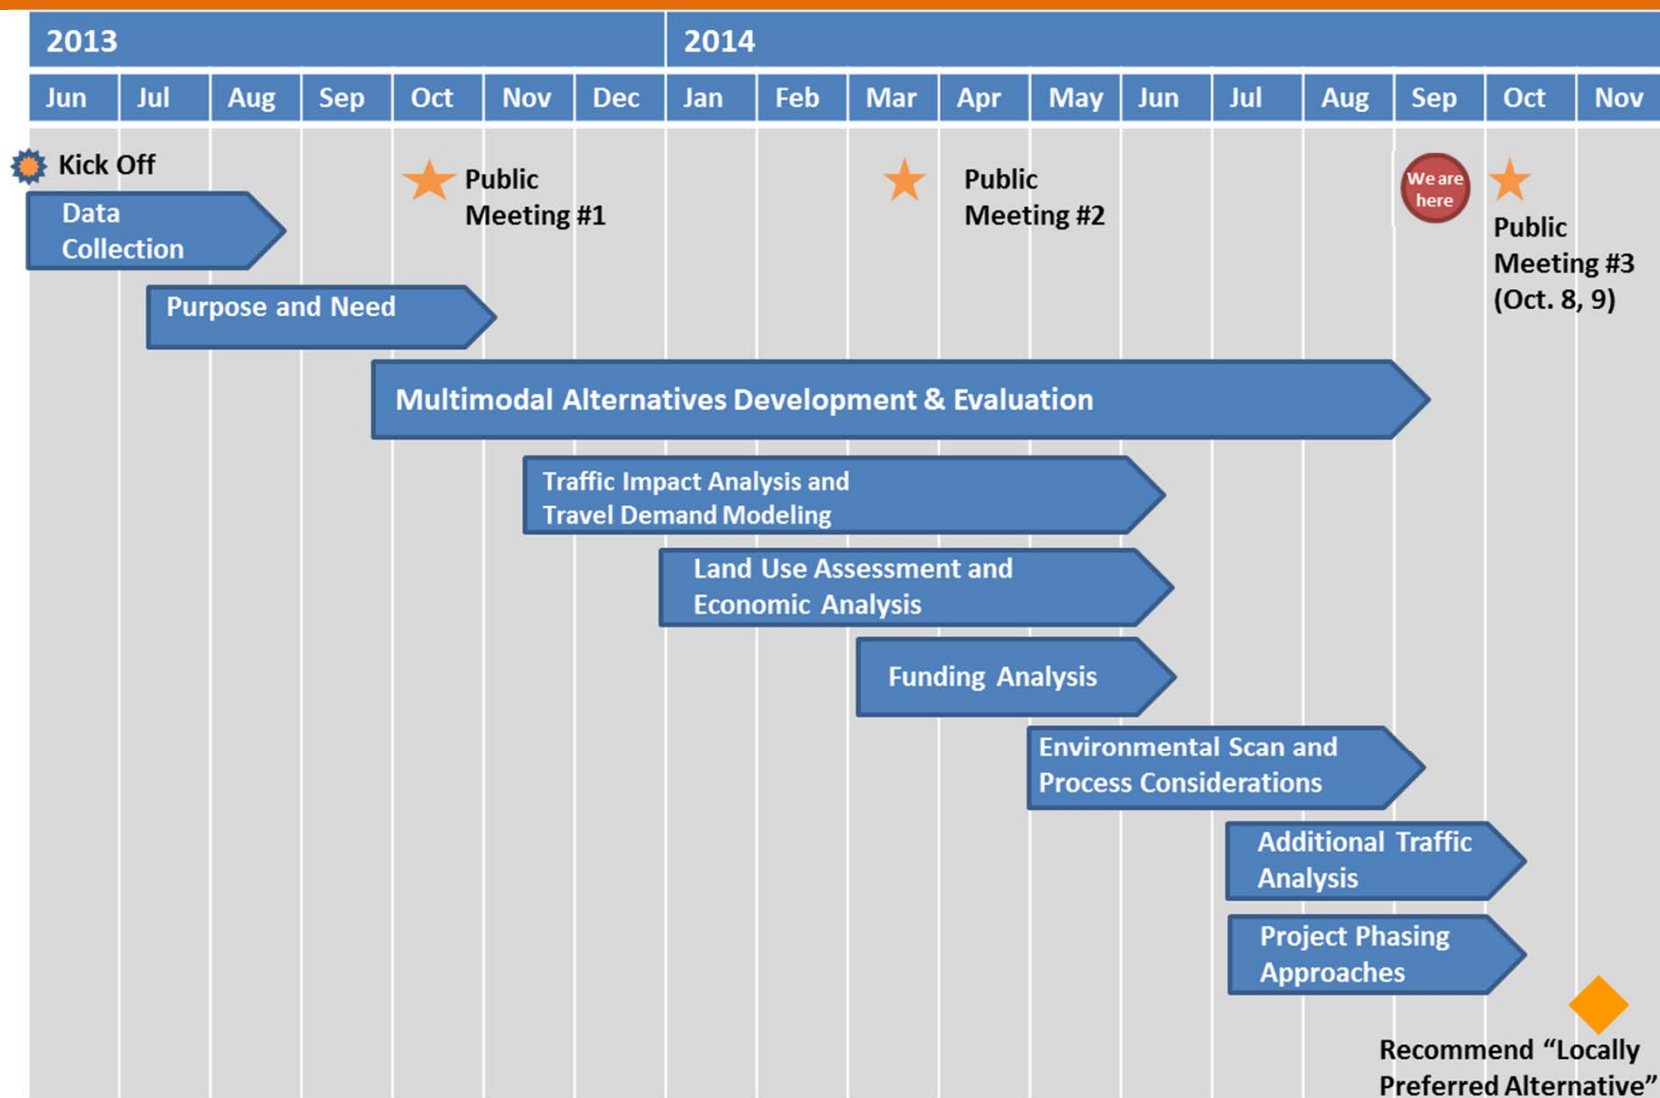 2013 2014
Jun Jul Aug Sep Oct Nov Dec Jan Feb Mar Apr May Jun Jul Aug Sep Oct Nov
Kick Off
Public
Meeting #1
Public
Meeting #2
We are
here
Public
Meeting #3
(Oct. 8, 9)
Data
Collection
Purpose and Need
Multimodal Alternatives Development & Evaluation
Traffic Impact Analysis and
Travel Demand Modeling
Land Use Assessment and
Economic Analysis
Funding Analysis
Environmental Scan and
Process Considerations
Additional Traffic
Analysis
Project Phasing
Approaches
Recommend “Locally
Preferred Alternative”